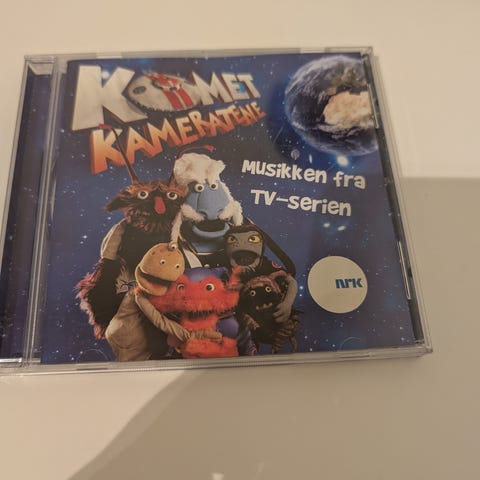 KOMET
KAMERATENE
Musikken fra
TV-serien
NRK